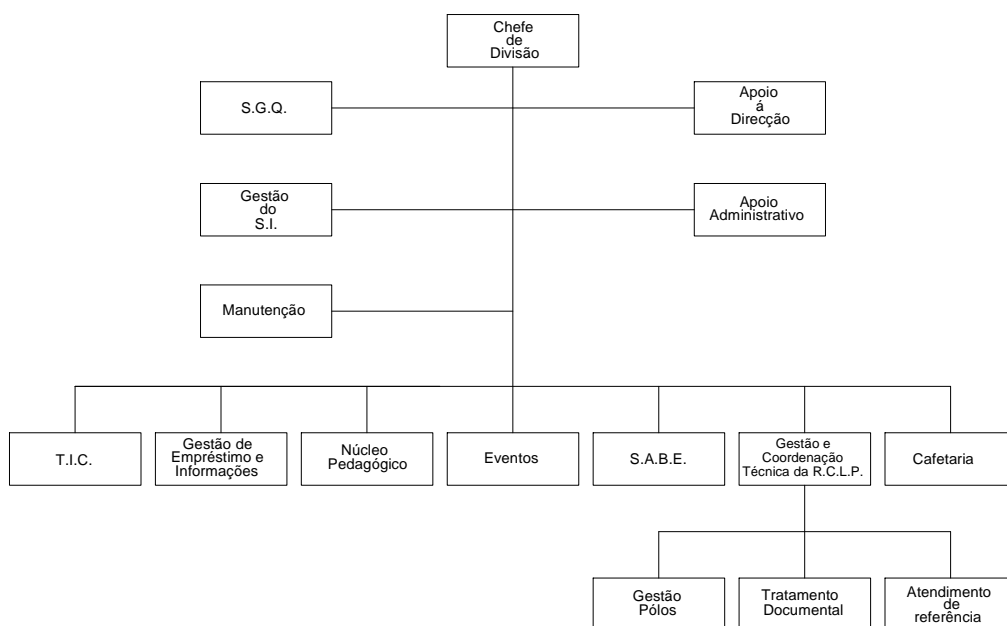 Chefe
de
Divisão
S.G.Q.
Apoio
á
Direcção
Gestão
do
S.I.
Apoio
Administrativo
Manutenção
T.I.C.
Gestão de
Empréstimo e
Informações
Núcleo
Pedagógico
Eventos
S.A.B.E.
Gestão e
Coordenação
Técnica da R.C.L.P.
Cafetaria
Gestão
Pólos
Tratamento
Documental
Atendimento
de
referência